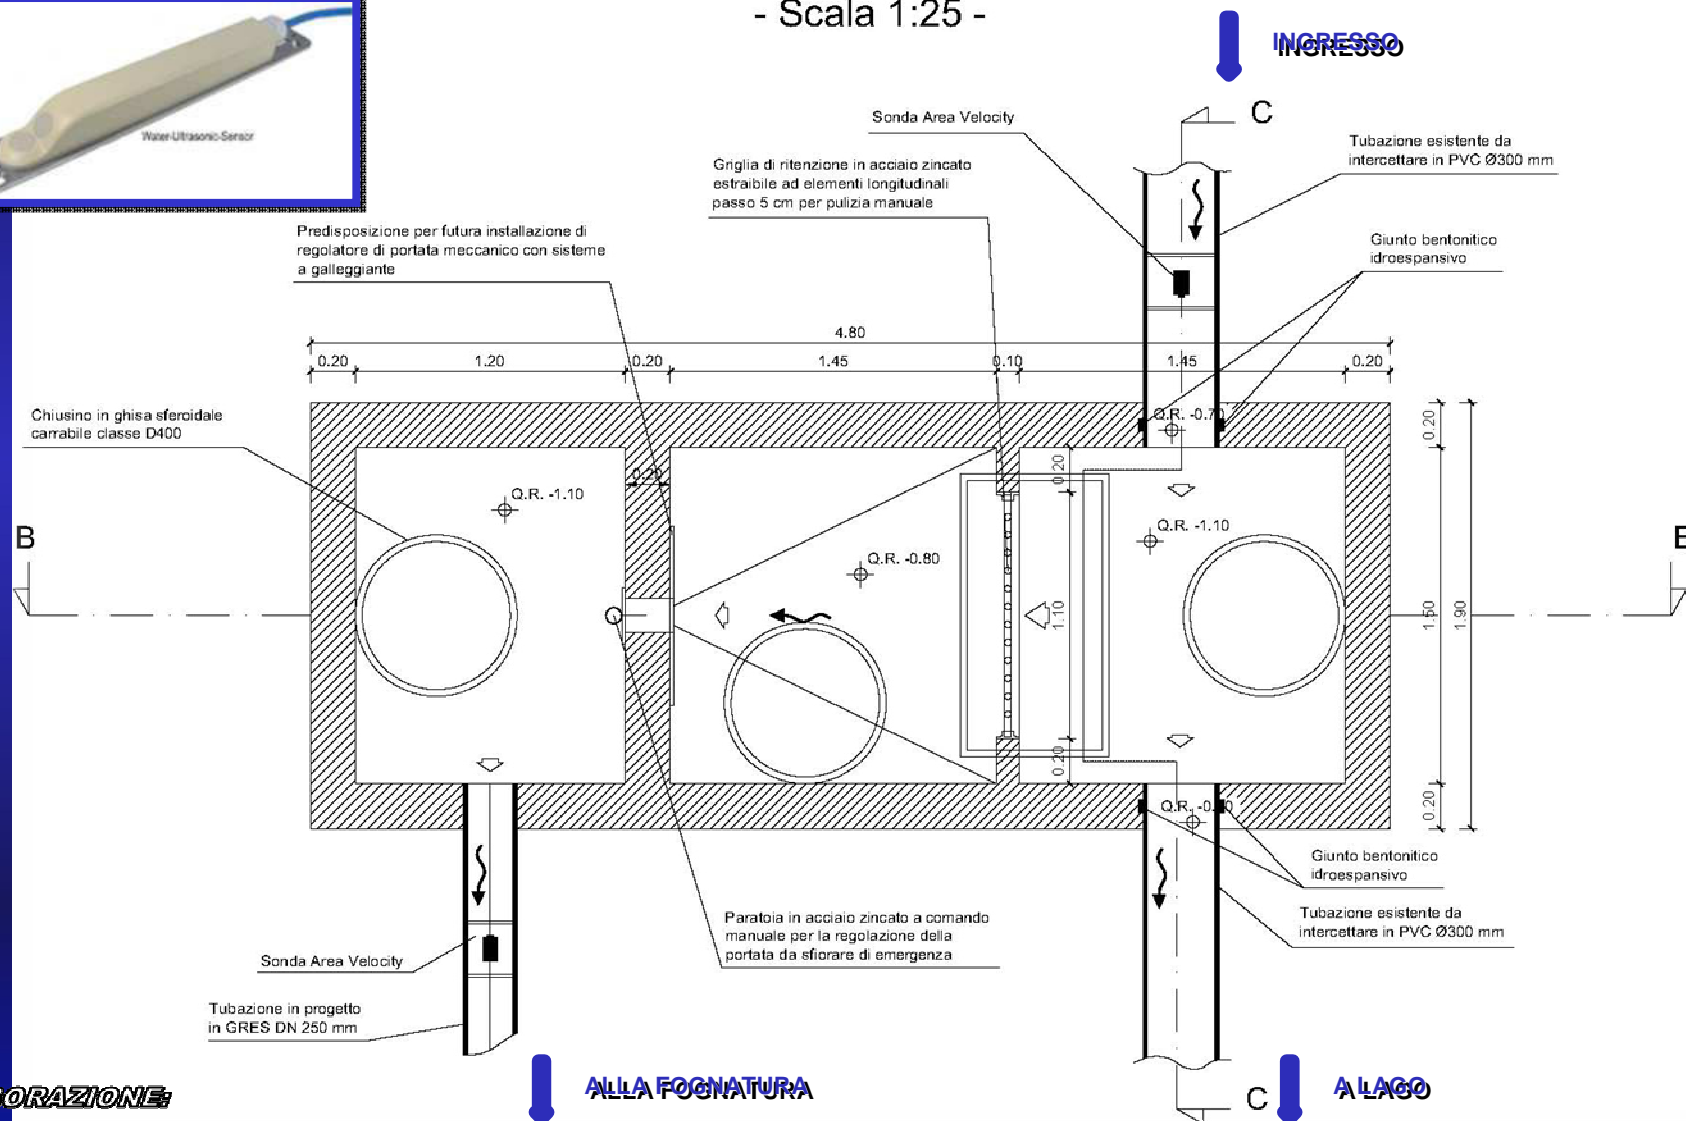 - Scala 1:25 -
INGRESSO
Water-Ultrasonic-Sensor
Sonda Area Velocity
C
Tubazione esistente da
intercettare in PVC Ø300 mm
Griglia di ritenzione in acciaio zincato
estraibile ad elementi longitudinali
passo 5 cm per pulizia manuale
Predisposizione per futura installazione di
regolatore di portata meccanico con sisteme
a galleggiante
Giunto bentonitico
idroespansivo
4.80
0.20
1.20
0.20
1.45
0.10
1.45
0.20
Chiusino in ghisa sferoidale
carrabile classe D400
Q.R. -0.70
0.20
0.20
0.20
Q.R. -1.10
Q.R. -1.10
Q.R. -0.80
B
1.10
1.50
1.90
0.20
0.20
Q.R.
Giunto bentonitico
idroespansivo
Paratoia in acciaio zincato a comando
manuale per la regolazione della
portata da sfiorare di emergenza
Tubazione esistente da
intercettare in PVC Ø300 mm
Sonda Area Velocity
Tubazione in progetto
in GRES DN 250 mm
ORAZIONE:
ALLA FOGNATURA
C
A LAGO